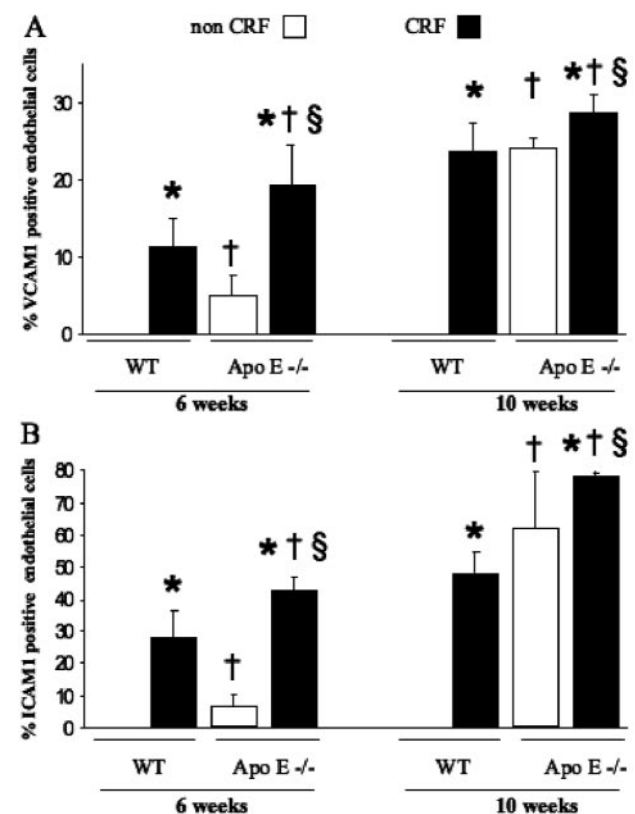 A
non CRF
CRF
% VCAM1 positive endothelial cells
30
20
10
0
*
†
*†§
*
†
*†§
WT
Apo E -/-
WT
Apo E -/-
6 weeks
10 weeks
B
% ICAM1 positive endothelial cells
80
70
60
50
40
30
20
10
0
*
†
*†§
*
†
*†§
WT
Apo E -/-
WT
Apo E -/-
6 weeks
10 weeks